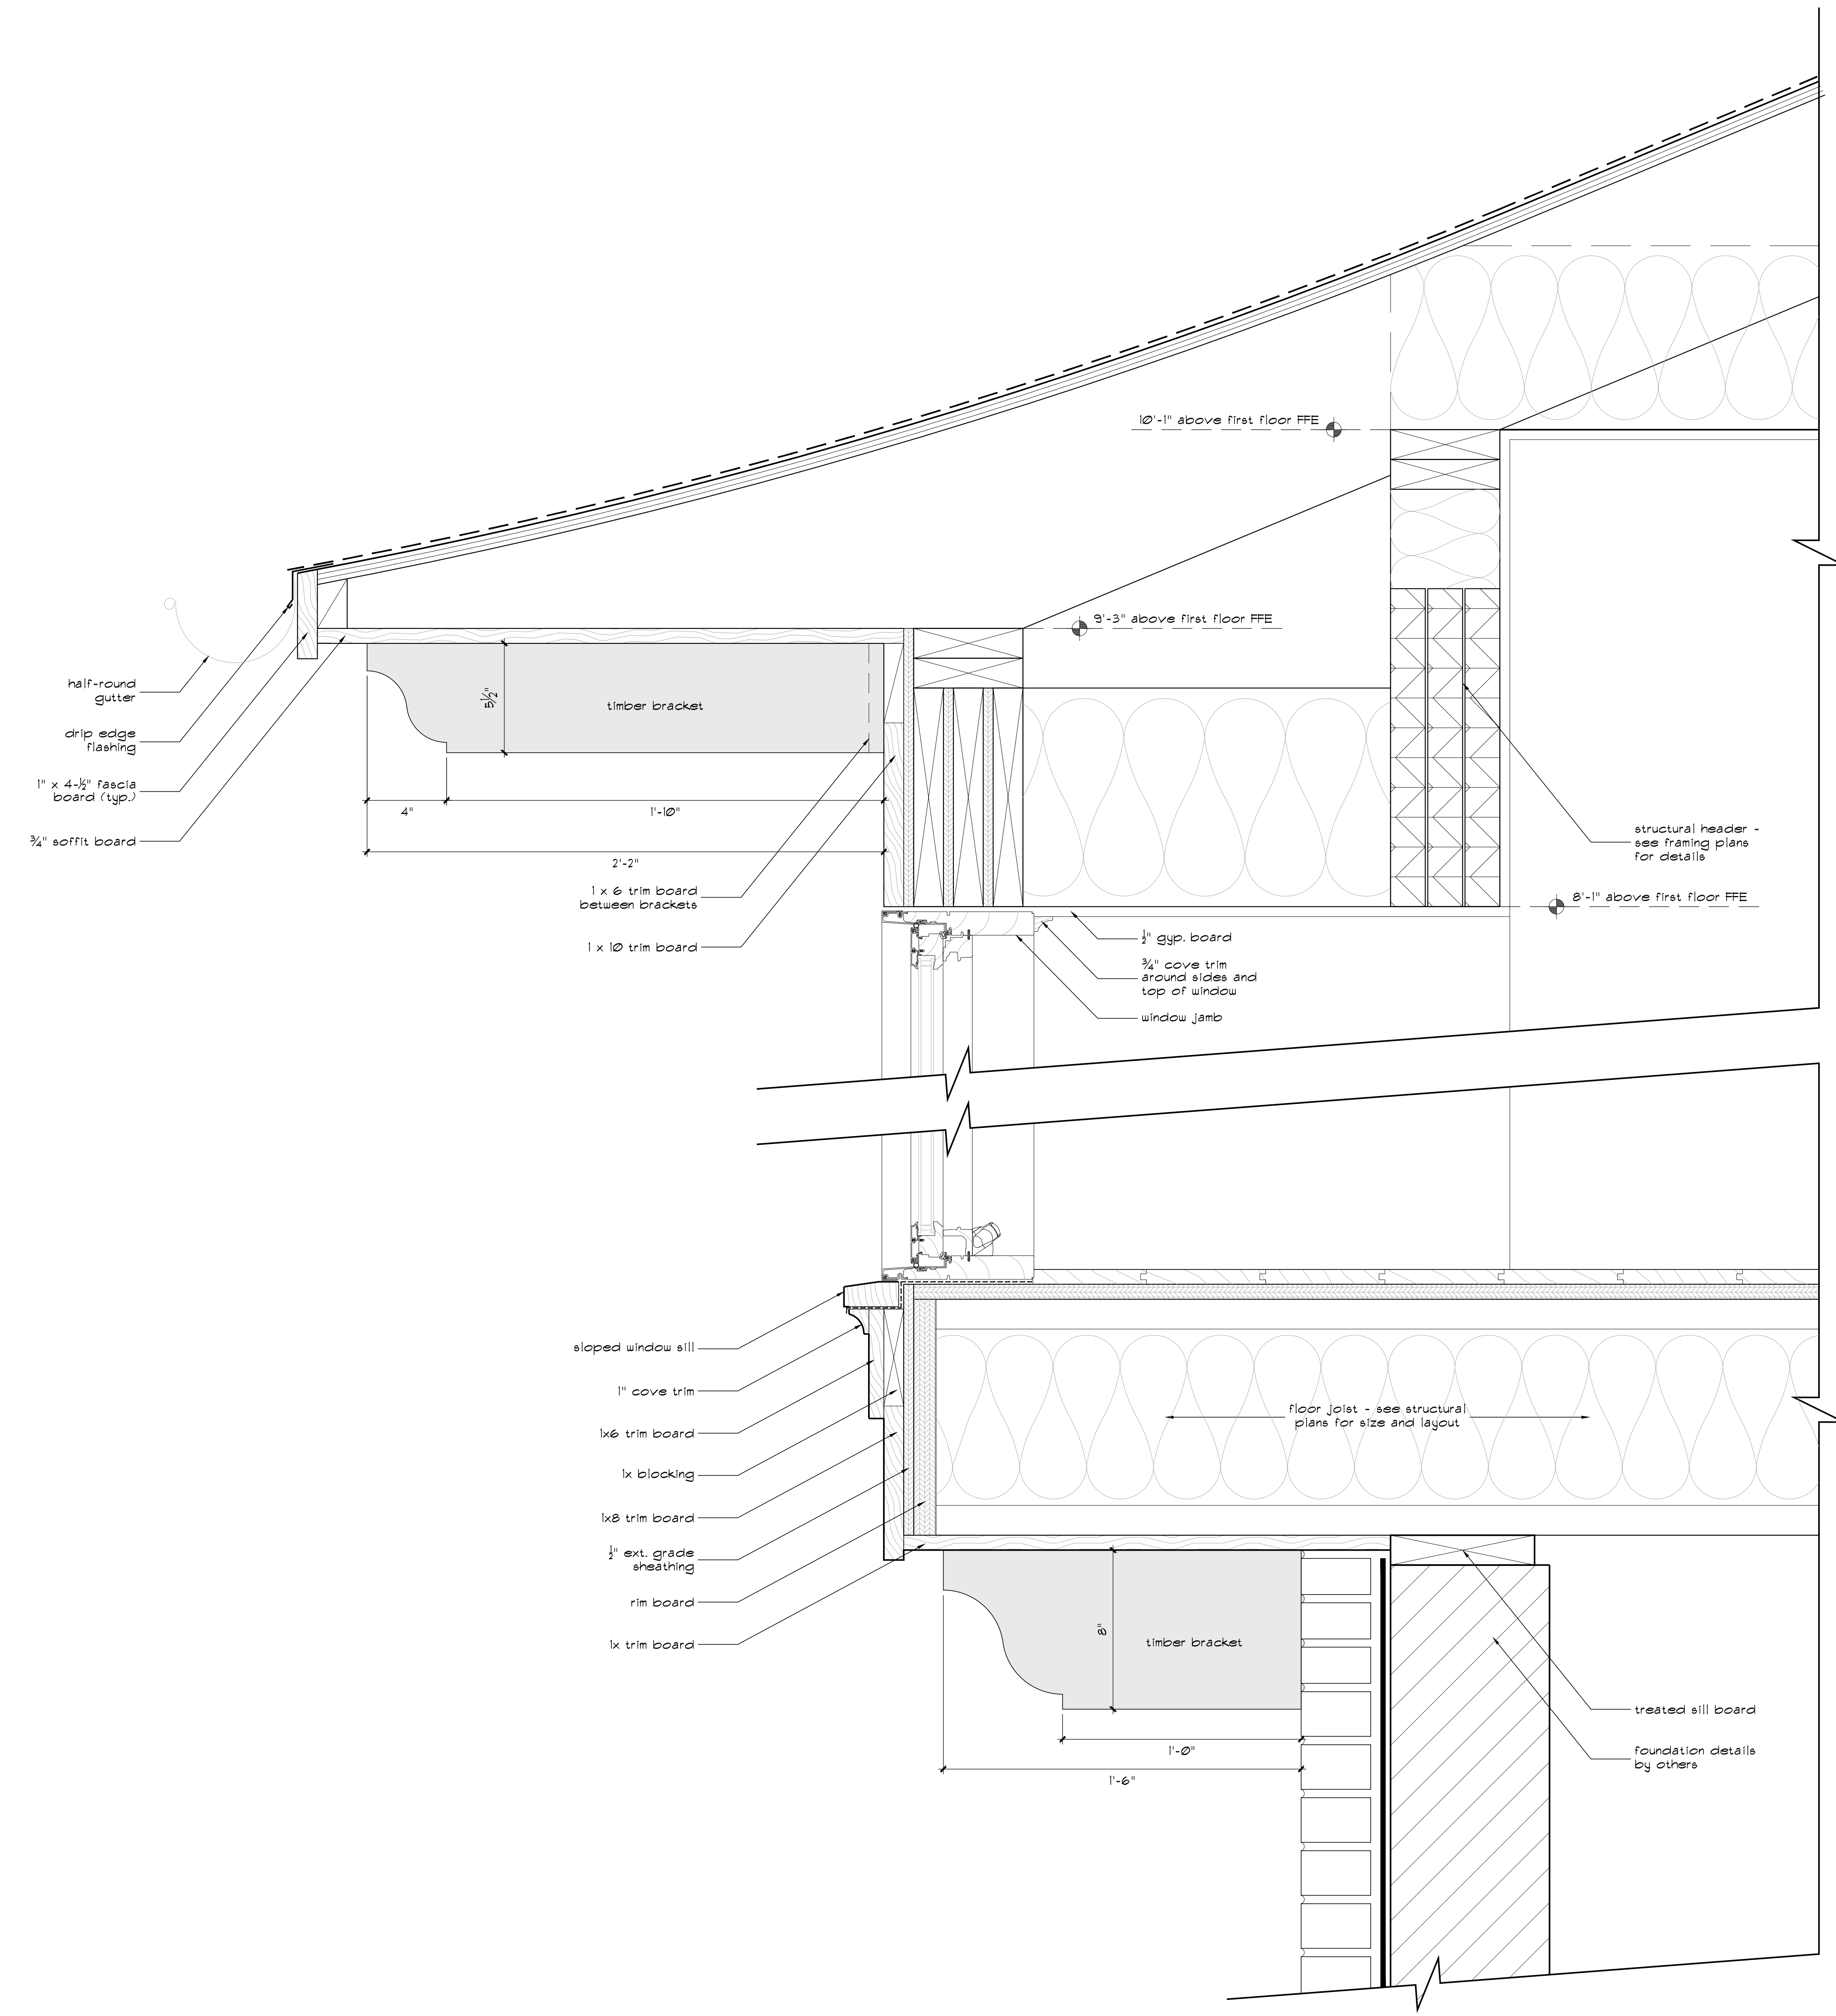 10'-1" above first floor FFE
9'-3" above first floor FFE
half-round
gutter
drip edge
flashing
1" x 4-½" fascia
board (typ.)
¾" soffit board
5½"
timber bracket
4"
1'-10"
2'-2"
1 x 6 trim board
between brackets
1 x 10 trim board
structural header -
see framing plans
for details
8'-1" above first floor FFE
½" gyp. board
¾" cove trim
around sides and
top of window
window jamb
sloped window sill
1" cove trim
1x6 trim board
1x blocking
1x8 trim board
½" ext. grade
sheathing
rim board
1x trim board
floor joist - see structural
plans for size and layout
8"
timber bracket
1'-0"
1'-6"
treated sill board
foundation details
by others